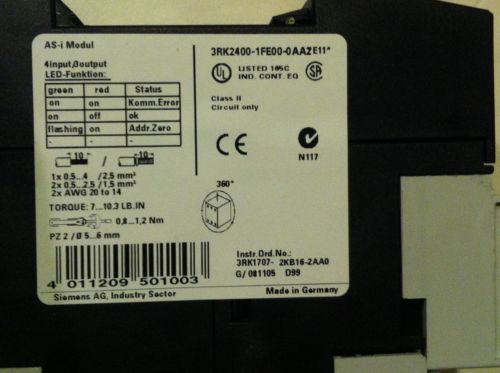 AS-i Modul
4input,0output
LED-Funktion:
green red Status
on on Komm.Error
on off ok
flashing on Addr.Zero
- - -
10 / 10
1x 0,5...4 /2,5 mm²
2x 0,5...2,5 /1,5 mm²
2x AWG 20 to 14
TORQUE: 7...10.3 LB.IN
0,8...1,2 Nm
PZ 2 / Ø 5...6 mm
4 011209 501003
Siemens AG, Industry Sector
3RK2400-1FE00-0AA2 E11*
UL LISTED 165C
IND. CONT. EQ
SA
Class II
Circuit only
CE
N117
360°
Instr.Ord.No.:
3RK1707- 2KB16-2AA0
G/ 081105 D99
Made in Germany